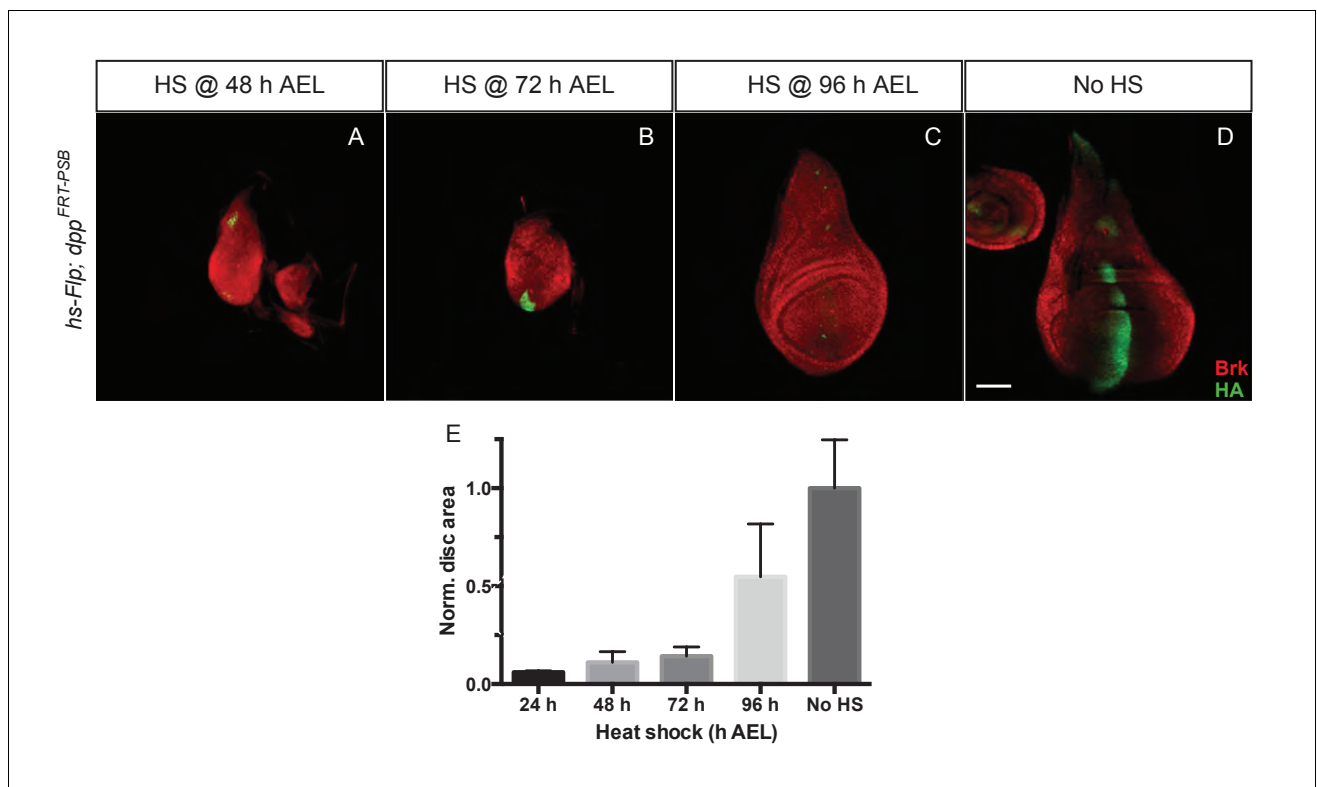 HS @ 48 h AEL
HS @ 72 h AEL
HS @ 96 h AEL
No HS
hs-Flp; dpp^FRT-PSB
A
B
C
D
Brk
HA
E
Norm. disc area
1.0
0.5
0.0
24 h
48 h
72 h
96 h
No HS
Heat shock (h AEL)